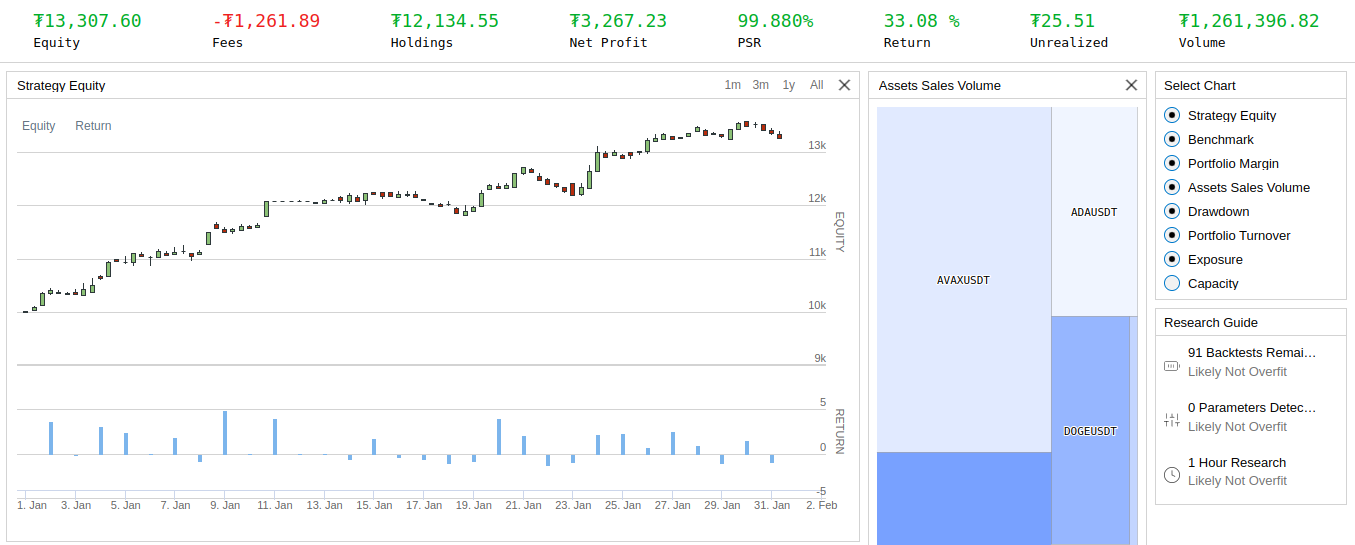 ₮13,307.60 -₮1,261.89 ₮12,134.55 ₮3,267.23 99.880% 33.08 % ₮25.51 ₮1,261,396.82
Equity Fees Holdings Net Profit PSR Return Unrealized Volume
Strategy Equity 1m 3m 1y All
Equity Return
13k
12k
11k
10k
9k
EQUITY
5
0
-5
RETURN
1. Jan 3. Jan 5. Jan 7. Jan 9. Jan 11. Jan 13. Jan 15. Jan 17. Jan 19. Jan 21. Jan 23. Jan 25. Jan 27. Jan 29. Jan 31. Jan 2. Feb
Assets Sales Volume
AVAXUSDT
ADAUSDT
DOGEUSDT
Select Chart
Strategy Equity
Benchmark
Portfolio Margin
Assets Sales Volume
Drawdown
Portfolio Turnover
Exposure
Capacity
Research Guide
91 Backtests Remai…
Likely Not Overfit
0 Parameters Detec…
Likely Not Overfit
1 Hour Research
Likely Not Overfit